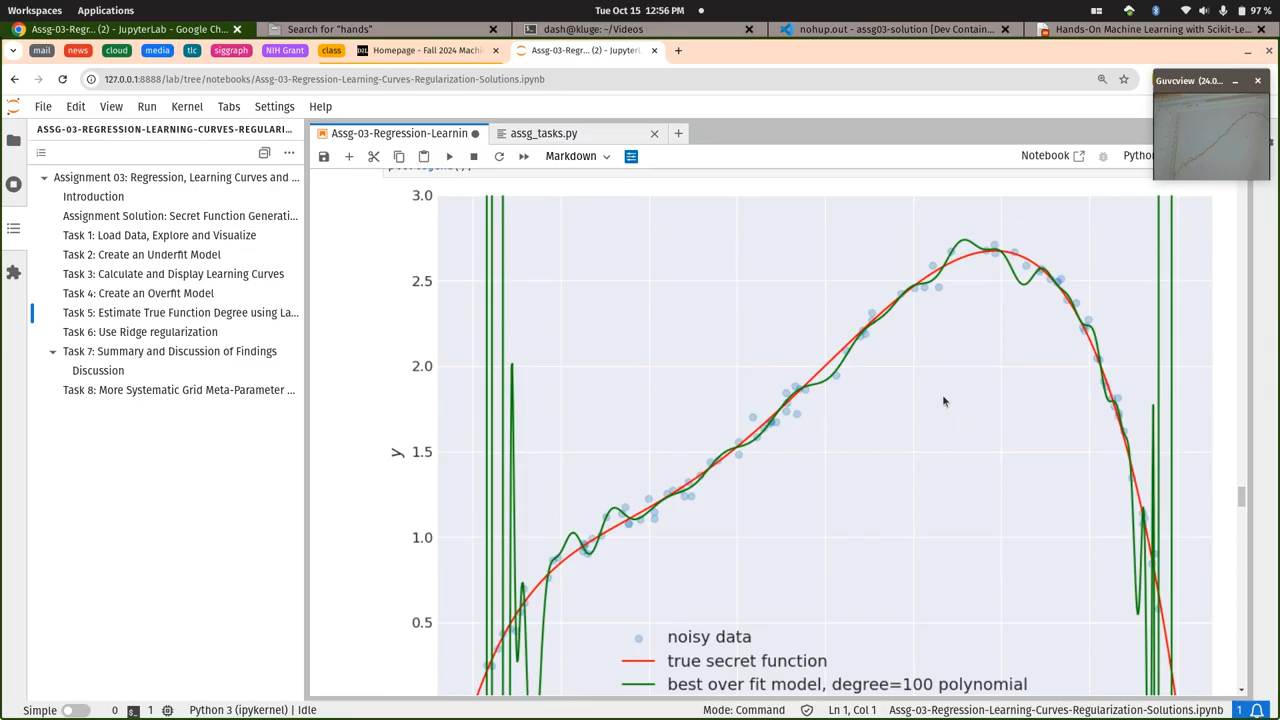 Workspaces Applications Tue Oct 15 12:56 PM 97 %
Assg-03-Regr... (2) - JupyterLab - Google Ch... Search for “hands” dash@kluge: ~/Videos nohup.out - assg03-solution [Dev Contain... Hands-On Machine Learning with Scikit-Le...
mail news cloud media tlc siggraph NIH Grant class Homepage - Fall 2024 Machi Assg-03-Regr... (2) - Jupyter
127.0.0.1:8888/lab/tree/notebooks/Assg-03-Regression-Learning-Curves-Regularization-Solutions.ipynb
Guvcview (24.0
File Edit View Run Kernel Tabs Settings Help
ASSG-03-REGRESSION-LEARNING-CURVES-REGULARI...
Assg-03-Regression-Learnin assg_tasks.py
Markdown Notebook Python
Assignment 03: Regression, Learning Curves and ...
Introduction
Assignment Solution: Secret Function Generati...
Task 1: Load Data, Explore and Visualize
Task 2: Create an Underfit Model
Task 3: Calculate and Display Learning Curves
Task 4: Create an Overfit Model
Task 5: Estimate True Function Degree using La...
Task 6: Use Ridge regularization
Task 7: Summary and Discussion of Findings
Discussion
Task 8: More Systematic Grid Meta-Parameter ...
3.0
2.5
2.0
1.5
y
1.0
0.5
noisy data
true secret function
best over fit model, degree=100 polynomial
Simple 0 1 Python 3 (ipykernel) | Idle Mode: Command Ln 1, Col 1 Assg-03-Regression-Learning-Curves-Regularization-Solutions.ipynb 1